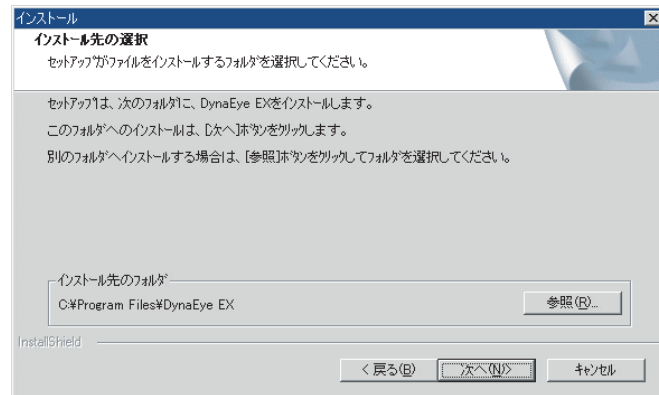 インストール
インストール先の選択
セットアップがファイルをインストールするフォルダを選択してください。
セットアップは、次のフォルダに、DynaEye EXをインストールします。
このフォルダへのインストールは、[次へ]ボタンをクリックします。
別のフォルダへインストールする場合は、[参照]ボタンをクリックしてフォルダを選択してください。
インストール先のフォルダ
C:¥Program Files¥DynaEye EX
参照(R)...
InstallShield
< 戻る(B)
次へ(N)>
キャンセル